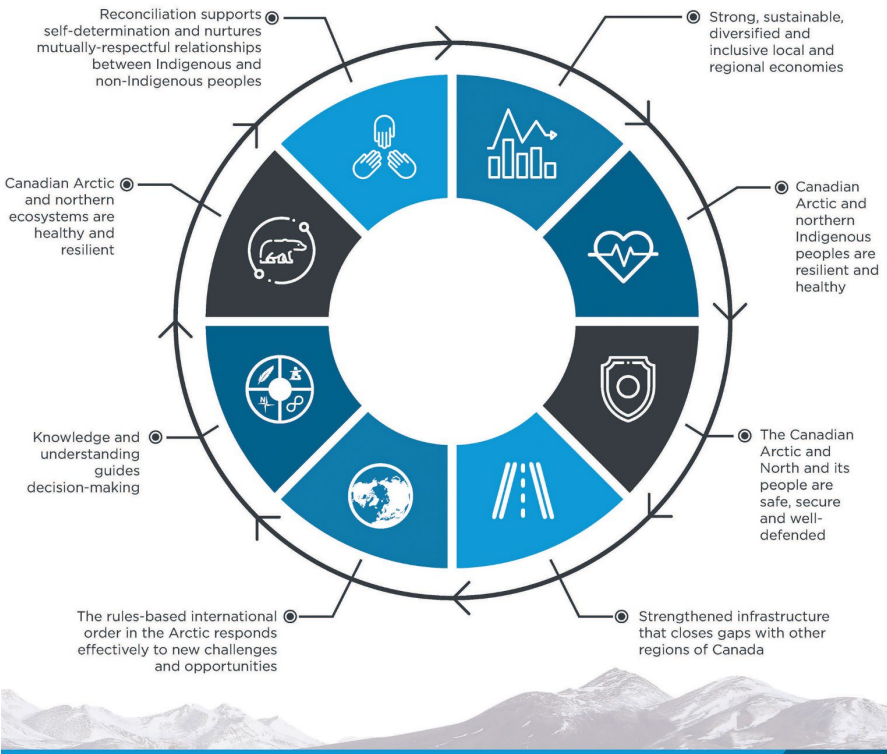 Reconciliation supports
self-determination and nurtures
mutually-respectful relationships
between Indigenous and
non-Indigenous peoples
Strong, sustainable,
diversified and
inclusive local and
regional economies
Canadian
Arctic and
northern
Indigenous
peoples are
resilient and
healthy
The Canadian
Arctic and
North and its
people are
safe, secure
and well-
defended
Strengthened infrastructure
that closes gaps with other
regions of Canada
The rules-based international
order in the Arctic responds
effectively to new challenges
and opportunities
Knowledge and
understanding
guides
decision-making
N
Canadian Arctic
and northern
ecosystems are
healthy and
resilient